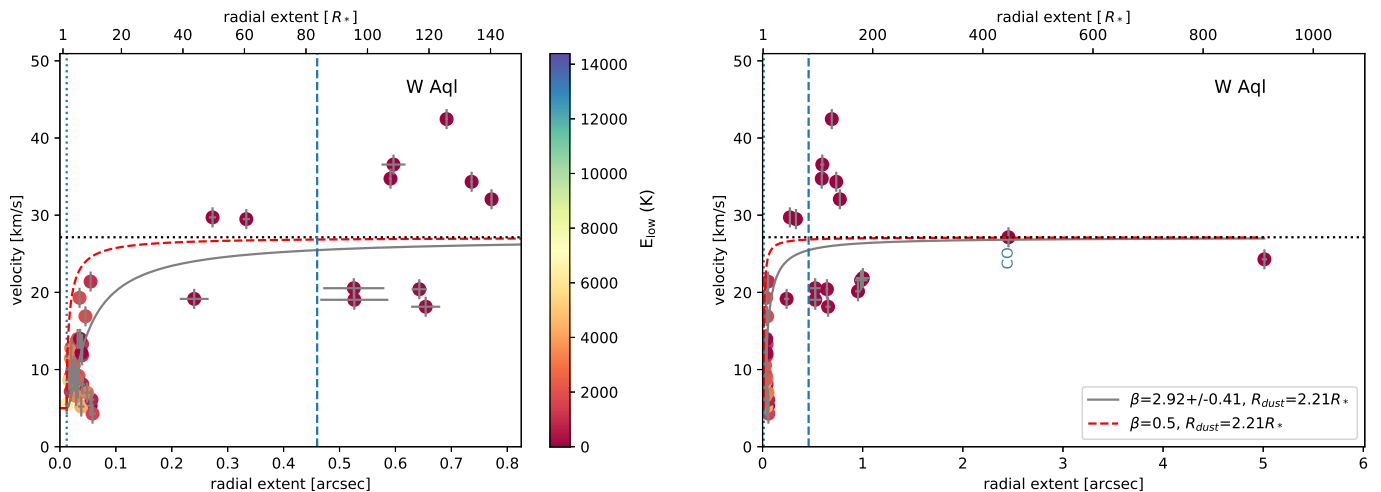 radial extent [R*]
1 20 40 60 80 100 120 140
50
40
30
20
10
0
velocity [km/s]
W Aql
0.0 0.1 0.2 0.3 0.4 0.5 0.6 0.7 0.8
radial extent [arcsec]
14000
12000
10000
8000
6000
4000
2000
0
Elow (K)
radial extent [R*]
1 200 400 600 800 1000
50
40
30
20
10
0
velocity [km/s]
W Aql
CO
β=2.92+/-0.41, Rdust=2.21R*
β=0.5, Rdust=2.21R*
0 1 2 3 4 5 6
radial extent [arcsec]